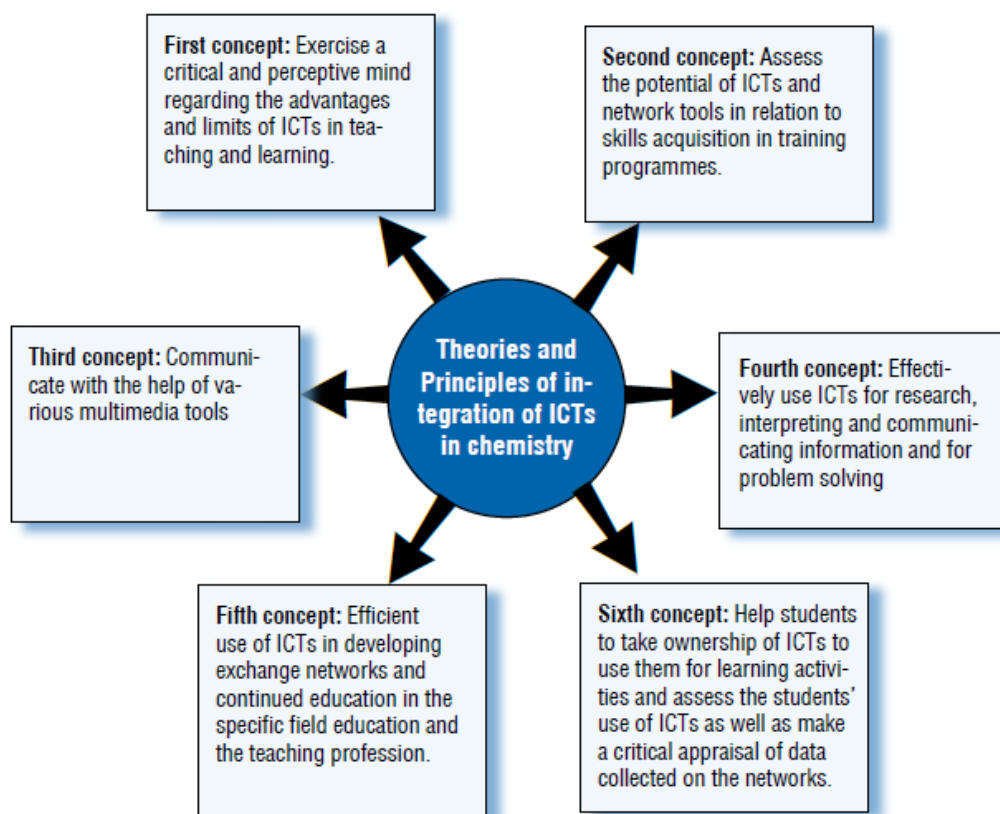 First concept: Exercise a
critical and perceptive mind
regarding the advantages
and limits of ICTs in tea-
ching and learning.
Second concept: Assess
the potential of ICTs and
network tools in relation to
skills acquisition in training
programmes.
Third concept: Communi-
cate with the help of va-
rious multimedia tools
Theories and
Principles of in-
tegration of ICTs
in chemistry
Fourth concept: Effecti-
vely use ICTs for research,
interpreting and communi-
cating information and for
problem solving
Fifth concept: Efficient
use of ICTs in developing
exchange networks and
continued education in the
specific field education and
the teaching profession.
Sixth concept: Help students
to take ownership of ICTs to
use them for learning activi-
ties and assess the students'
use of ICTs as well as make
a critical appraisal of data
collected on the networks.